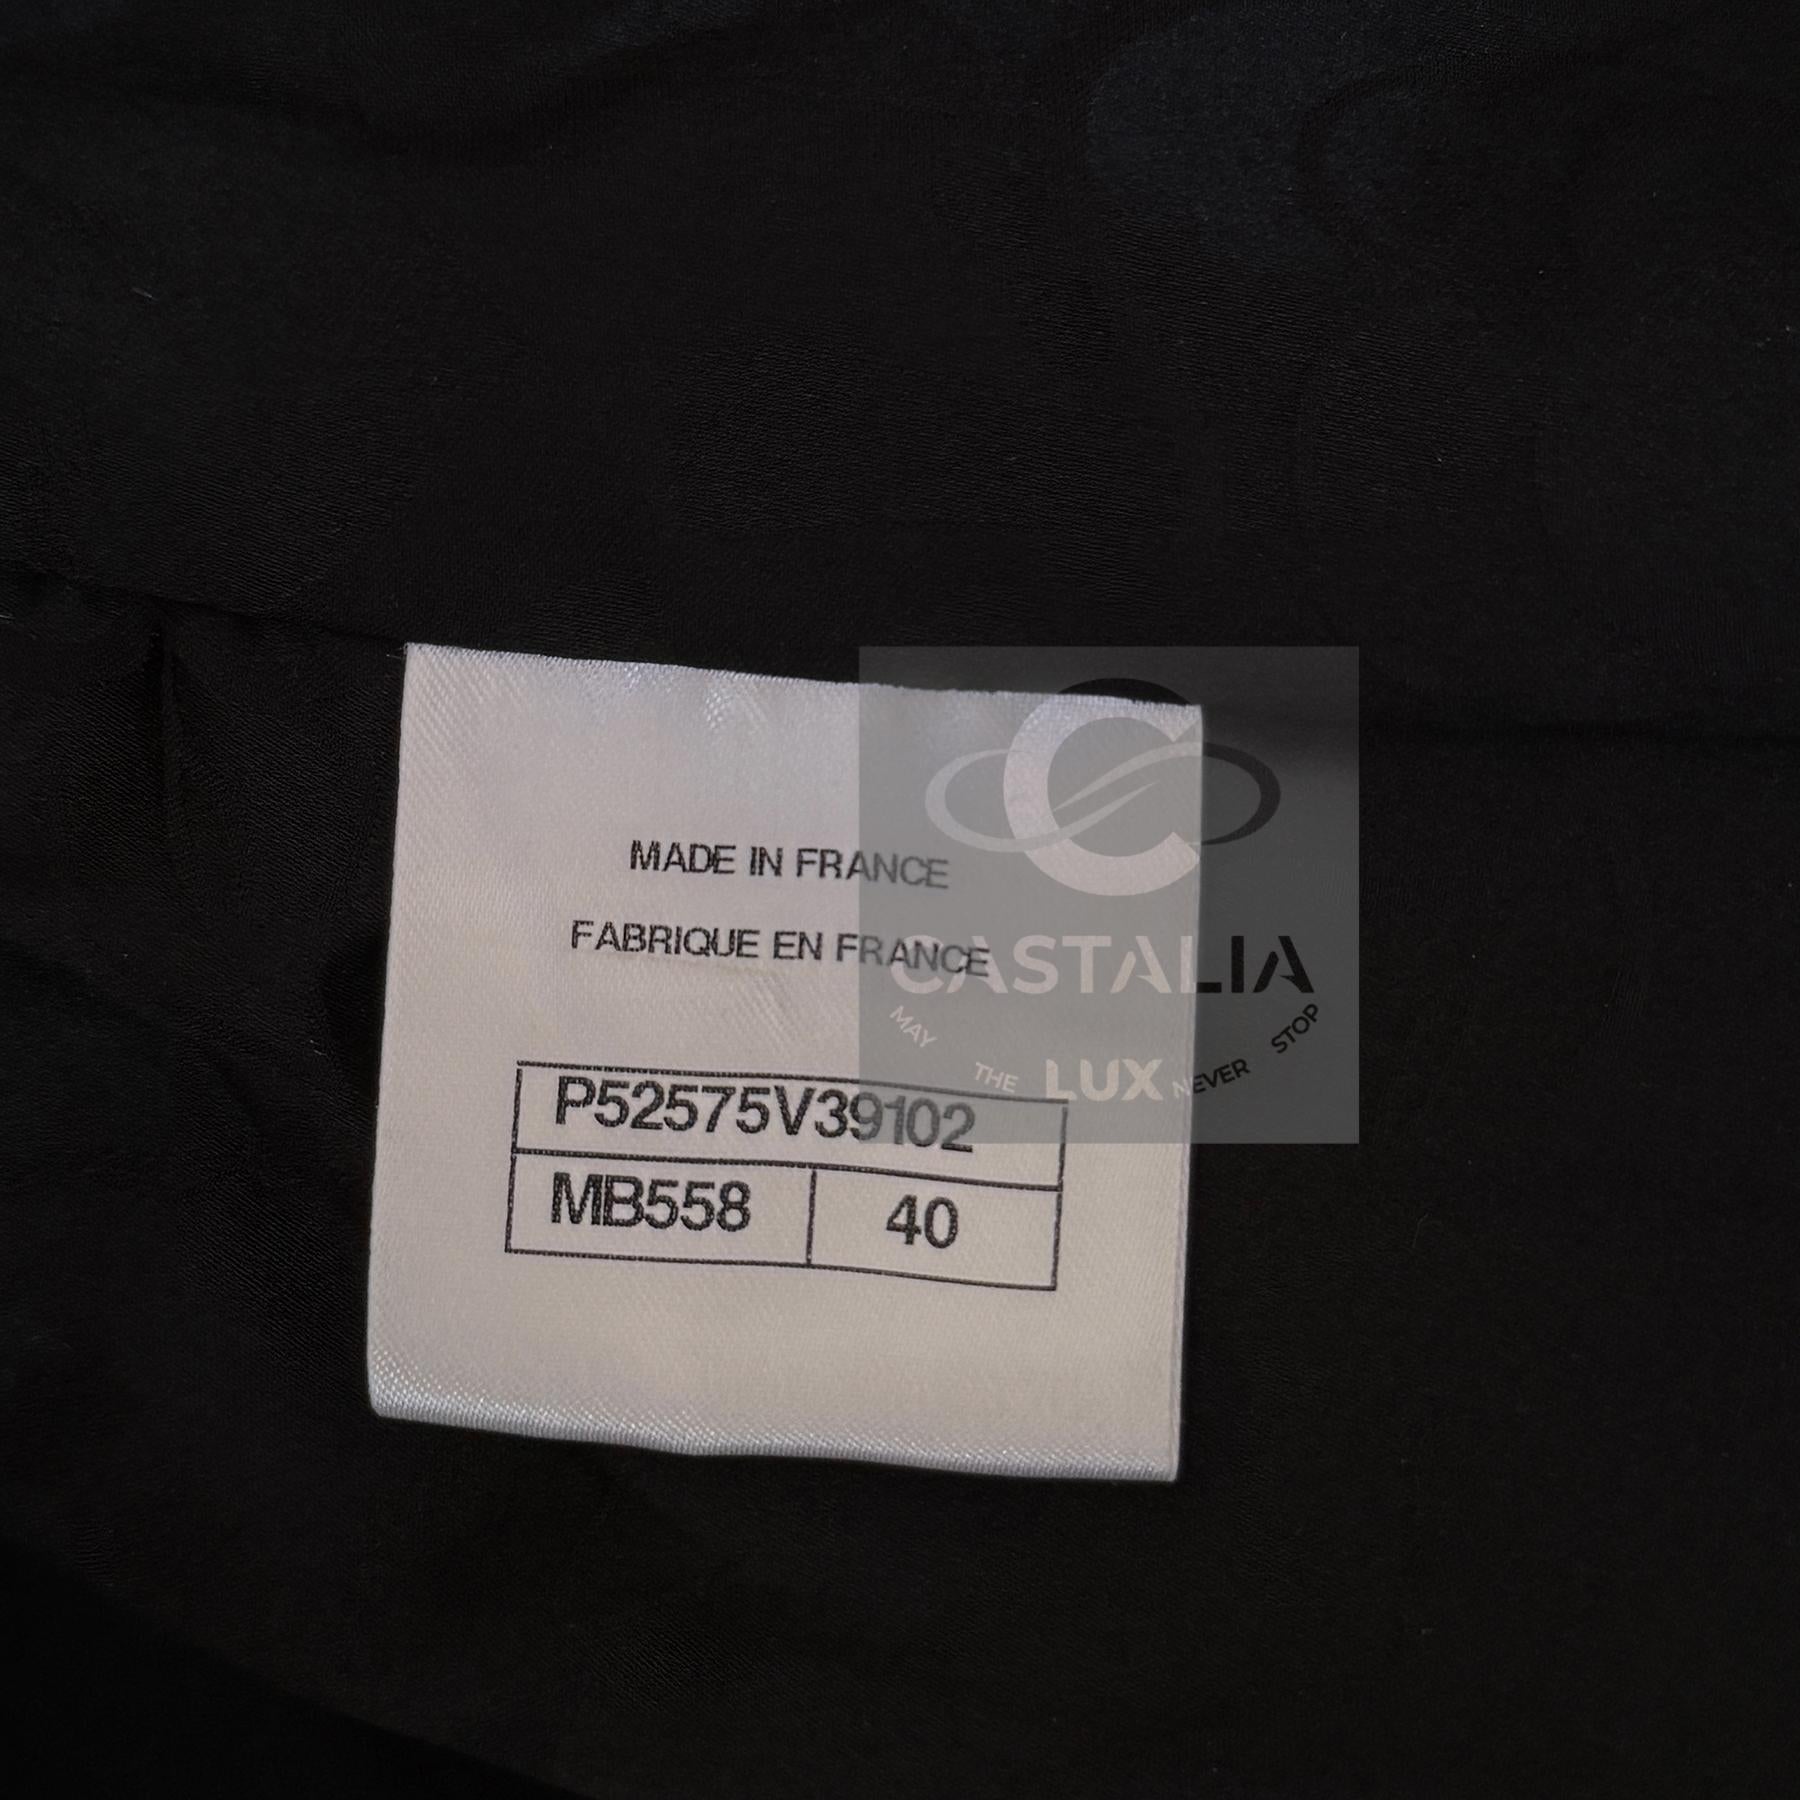 MADE IN FRANCE
FABRIQUE EN FRANCE
P52575V39102
MB558 40
C
CASTALIA
MAY THE LUX NEVER STOP